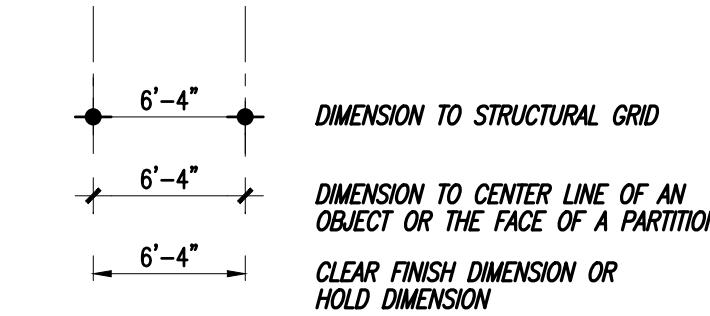 6'-4"
DIMENSION TO STRUCTURAL GRID
6'-4"
DIMENSION TO CENTER LINE OF AN
OBJECT OR THE FACE OF A PARTITION
6'-4"
CLEAR FINISH DIMENSION OR
HOLD DIMENSION